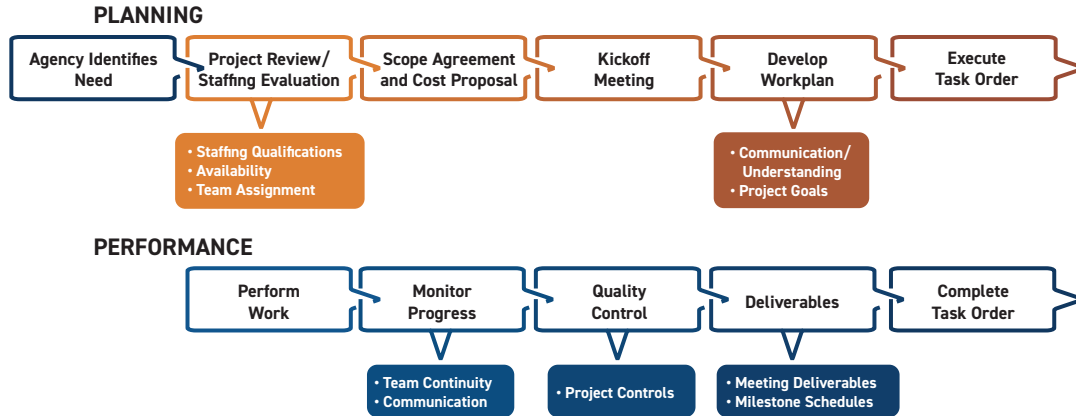 PLANNING
Agency Identifies
Need
Project Review/
Staffing Evaluation
Scope Agreement
and Cost Proposal
Kickoff
Meeting
Develop
Workplan
Execute
Task Order
• Staffing Qualifications
• Availability
• Team Assignment
• Communication/
Understanding
• Project Goals
PERFORMANCE
Perform
Work
Monitor
Progress
Quality
Control
Deliverables
Complete
Task Order
• Team Continuity
• Communication
• Project Controls
• Meeting Deliverables
• Milestone Schedules